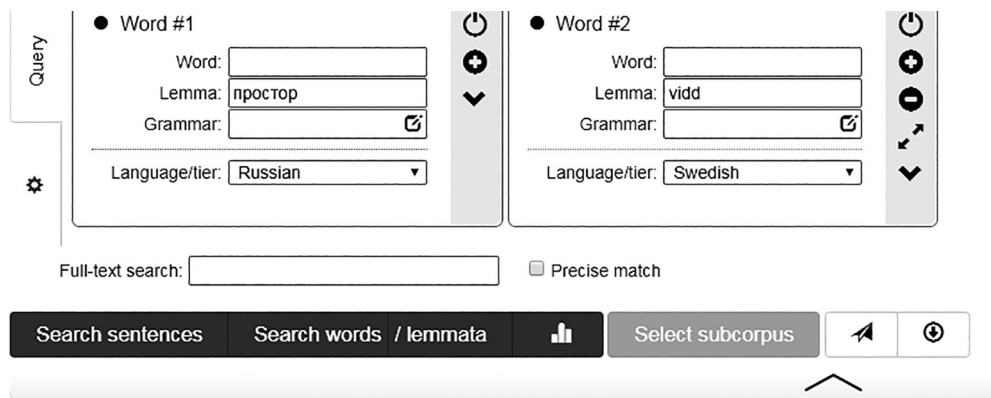 Query
Word #1
Word:
Lemma: простор
Grammar:
Language/tier: Russian
Word #2
Word:
Lemma: vidd
Grammar:
Language/tier: Swedish
Full-text search:
Precise match
Search sentences Search words / lemmata Select subcorpus